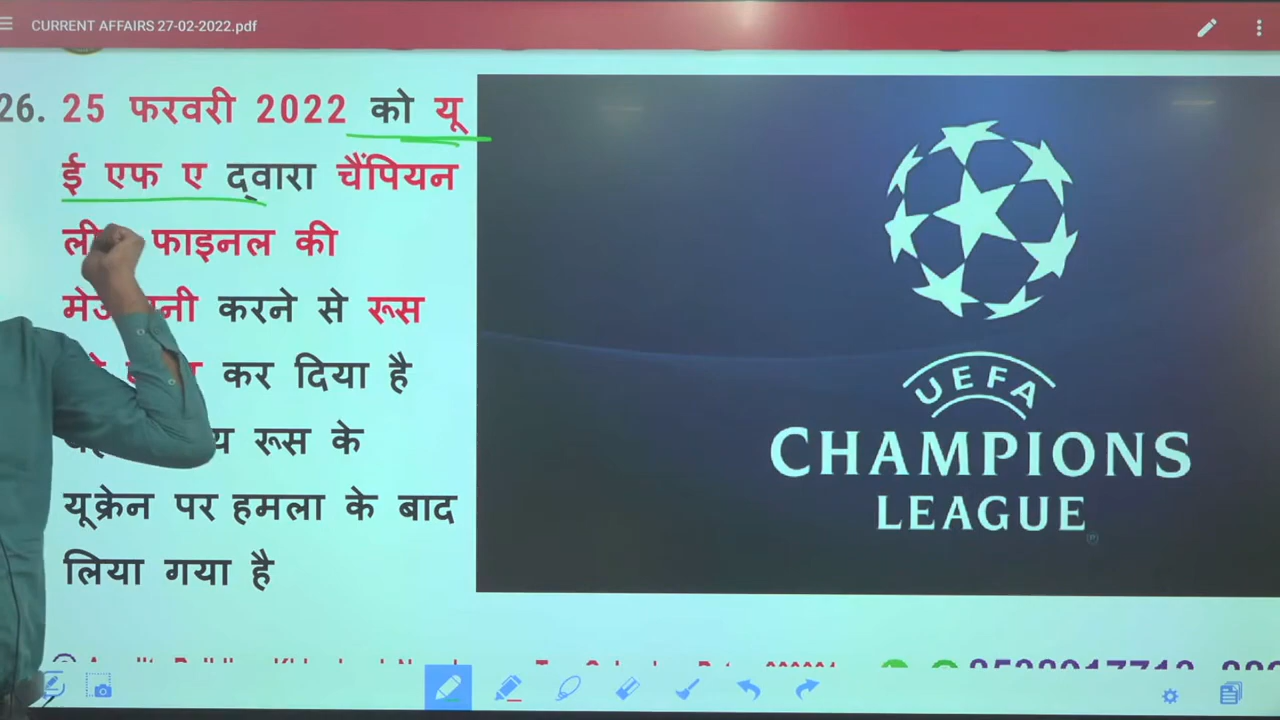 CURRENT AFFAIRS 27-02-2022.pdf
26. 25 फरवरी 2022 को यू
ई एफ ए द्वारा चैंपियन
फाइनल की
करने से रूस
कर दिया है
रूस के
यूक्रेन पर हमला के बाद
लिया गया है
UEFA
CHAMPIONS
LEAGUE